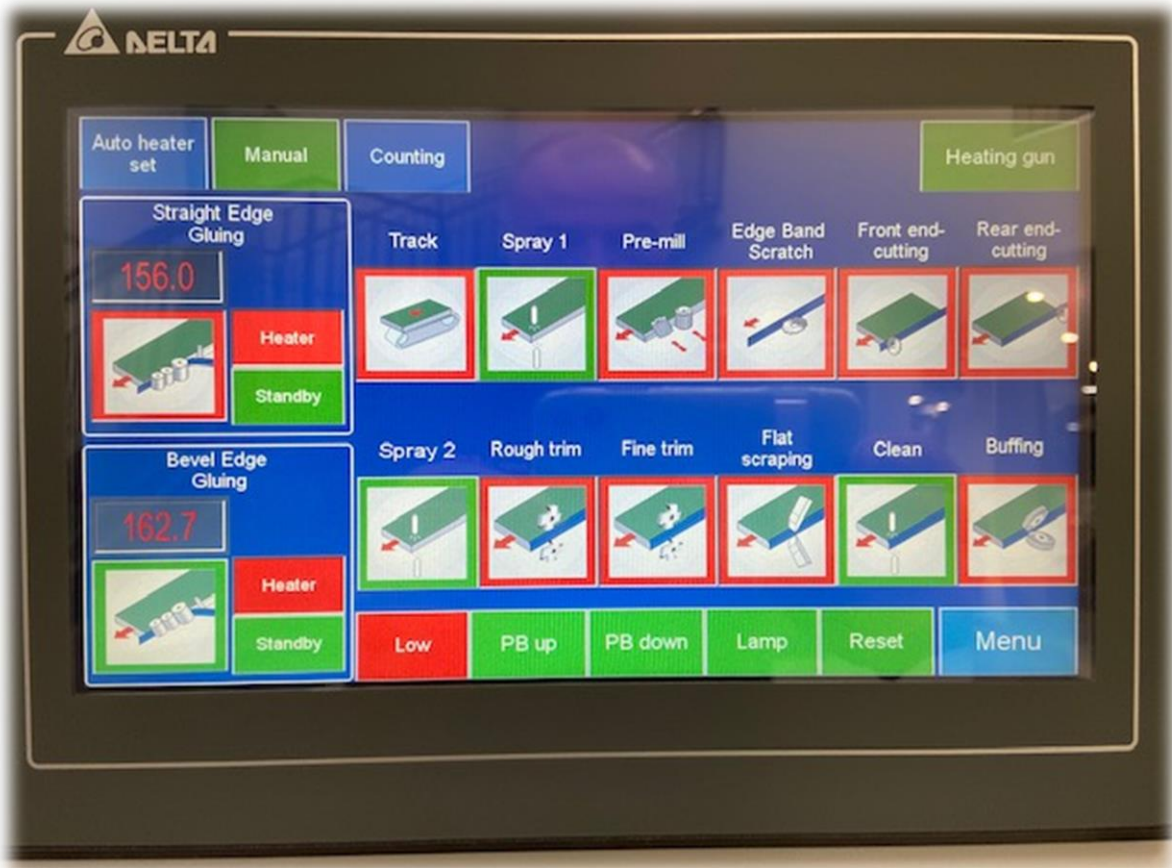 DELTA
Auto heater
set
Manual
Counting
Heating gun
Straight Edge
Gluing
156.0
Heater
Standby
Track
Spray 1
Pre-mill
Edge Band
Scratch
Front end-
cutting
Rear end-
cutting
Bevel Edge
Gluing
162.7
Heater
Standby
Spray 2
Rough trim
Fine trim
Flat
scraping
Clean
Buffing
Low
PB up
PB down
Lamp
Reset
Menu